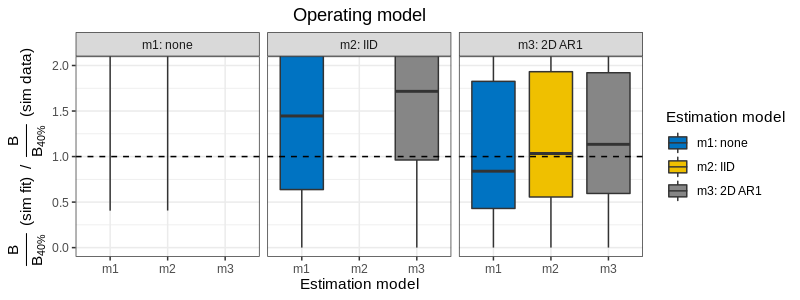 Operating model
m1: none
m2: IID
m3: 2D AR1
B/B40% (sim fit) / B/B40% (sim data)
2.0
1.5
1.0
0.5
0.0
m1 m2 m3
m1 m2 m3
m1 m2 m3
Estimation model
Estimation model
m1: none
m2: IID
m3: 2D AR1